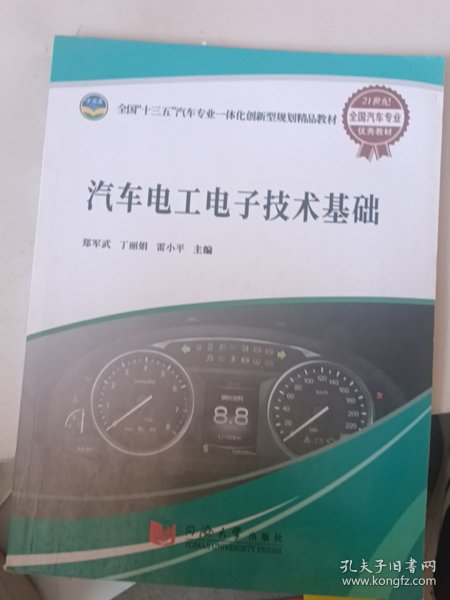 全国“十三五”汽车专业一体化创新型规划精品教材
21世纪
全国汽车专业
优秀教材
汽车电工电子技术基础
郑军武 丁丽娟 雷小平 主编
8.8
L/100km
同济大学出版社
TONGJI UNIVERSITY PRESS
孔夫子旧书网
www.kongfz.com